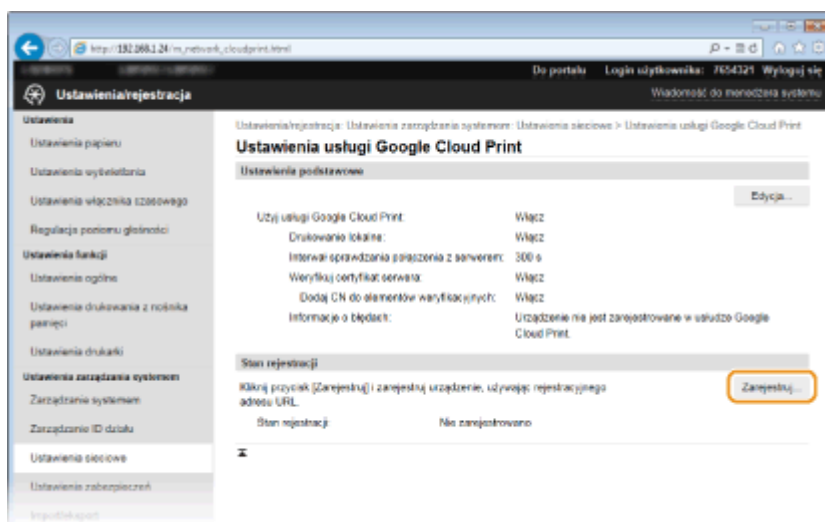 http://192.168.1.24/m_network_cloudprint.html
Do portalu Login użytkownika: 7654321 Wyloguj się
Ustawienia/rejestracja
Wiadomość do menedżera systemu
Ustawienia
Ustawienia papieru
Ustawienia wyświetlania
Ustawienia włącznika czasowego
Regulacja poziomu głośności
Ustawienia funkcji
Ustawienia ogólne
Ustawienia drukowania z nośnika
pamięci
Ustawienia drukarki
Ustawienia zarządzania systemem
Zarządzanie systemem
Zarządzanie ID działu
Ustawienia sieciowe
Ustawienia zabezpieczeń
Import/eksport
Ustawienia/rejestracja: Ustawienia zarządzania systemem: Ustawienia sieciowe > Ustawienia usługi Google Cloud Print
Ustawienia usługi Google Cloud Print
Ustawienia podstawowe
Edycja...
Użyj usługi Google Cloud Print: Włącz
Drukowanie lokalne: Włącz
Interwał sprawdzania połączenia z serwerem: 300 s
Weryfikuj certyfikat serwera: Włącz
Dodaj CN do elementów weryfikacyjnych: Włącz
Informacje o błędach: Urządzenie nie jest zarejestrowane w usłudze Google
Cloud Print.
Stan rejestracji
Kliknij przycisk [Zarejestruj] i zarejestruj urządzenie, używając rejestracyjnego
adresu URL.
Zarejestruj...
Stan rejestracji: Nie zarejestrowano